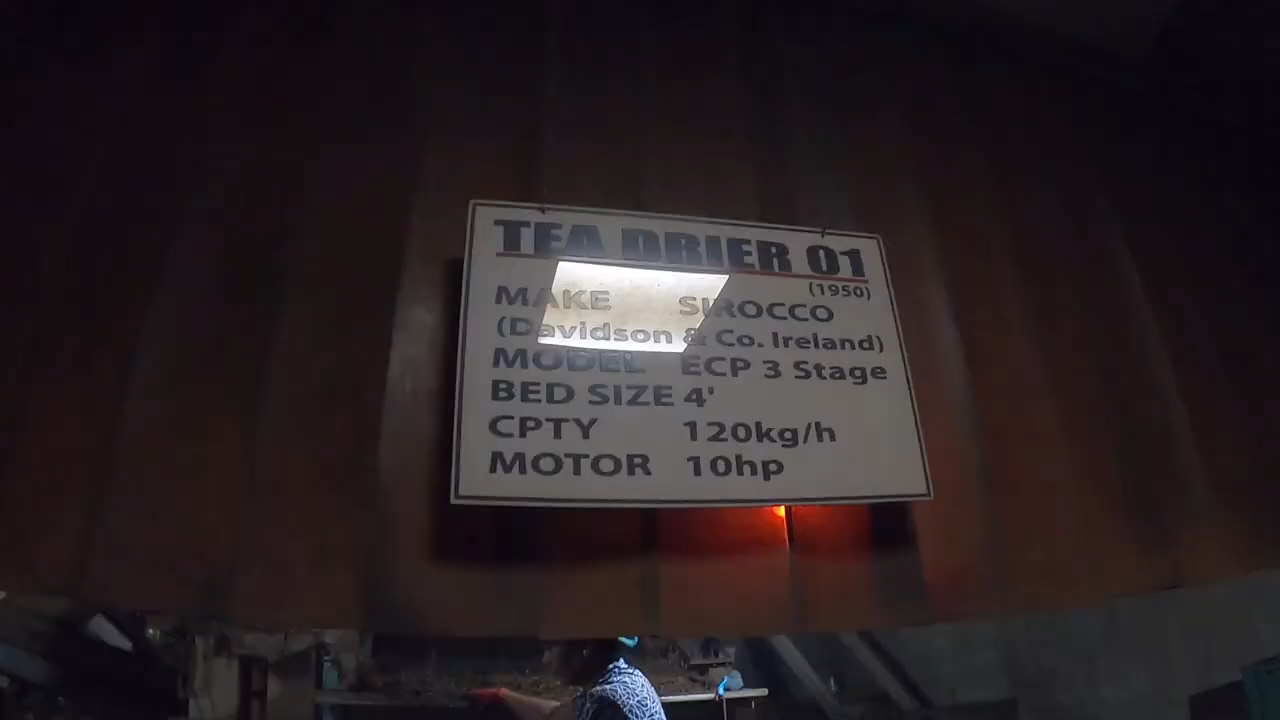 TEA DRIER 01
(1950)
MAKE SIROCCO
(Davidson & Co. Ireland)
MODEL ECP 3 Stage
BED SIZE 4'
CPTY 120kg/h
MOTOR 10hp